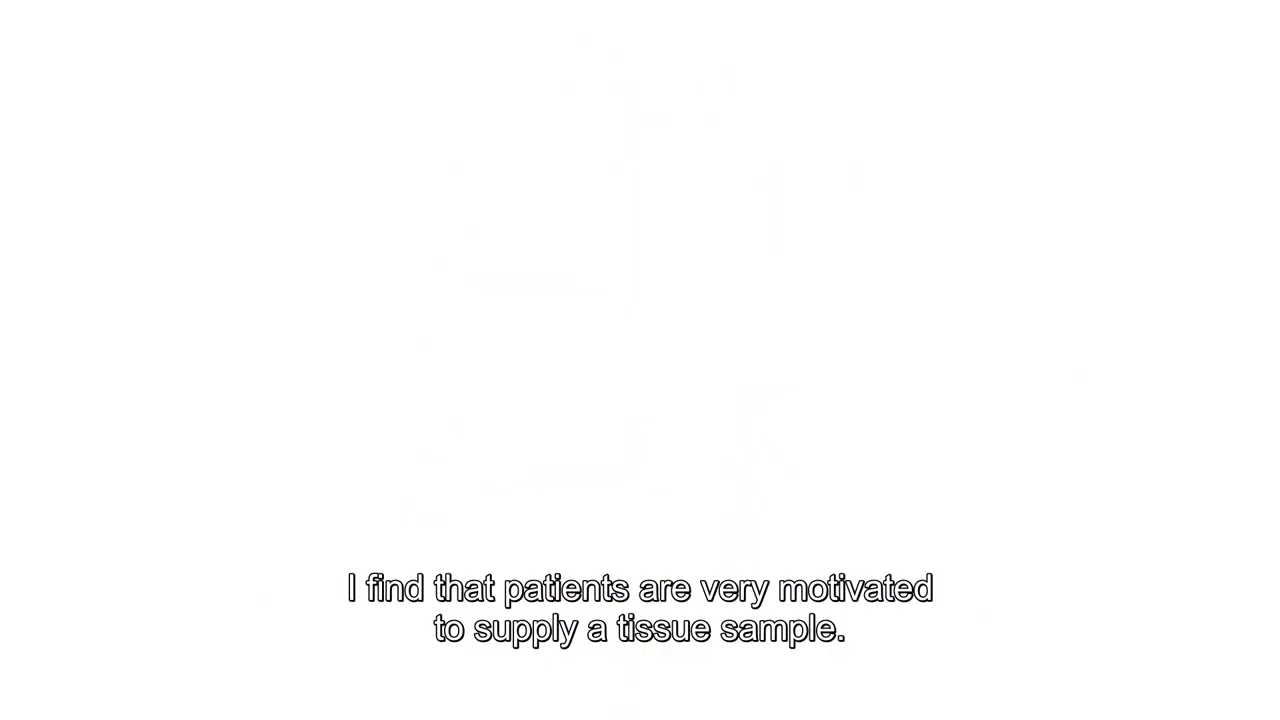 I find that patients are very motivated
to supply a tissue sample.